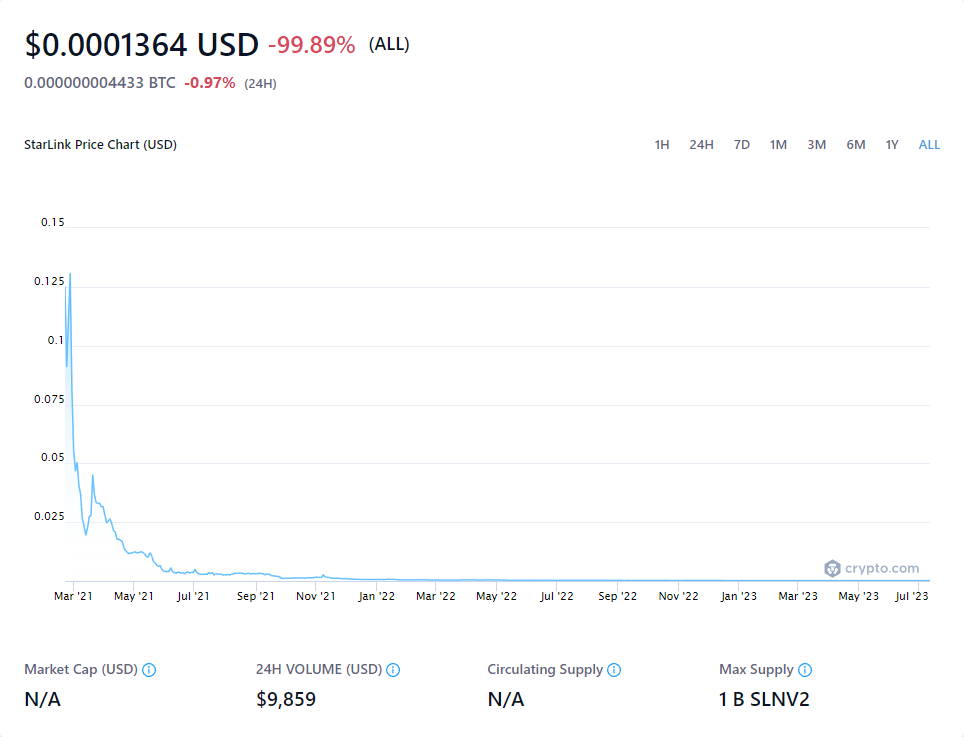 $0.0001364 USD -99.89% (ALL)
0.000000004433 BTC -0.97% (24H)
StarLink Price Chart (USD) 1H 24H 7D 1M 3M 6M 1Y ALL
0.15
0.125
0.1
0.075
0.05
0.025
crypto.com
Mar '21 May '21 Jul '21 Sep '21 Nov '21 Jan '22 Mar '22 May '22 Jul '22 Sep '22 Nov '22 Jan '23 Mar '23 May '23 Jul '23
Market Cap (USD) 24H VOLUME (USD) Circulating Supply Max Supply
N/A $9,859 N/A 1 B SLNV2